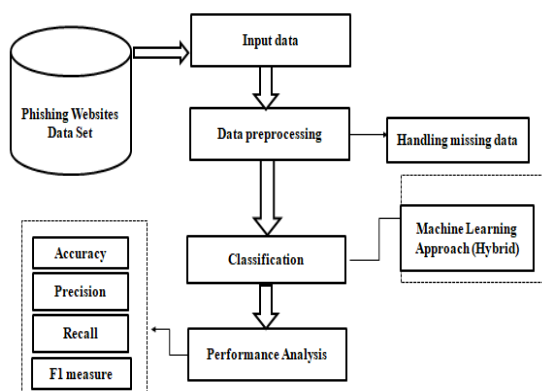 Input data
Phishing Websites
Data Set
Data preprocessing
Handling missing data
Machine Learning
Approach (Hybrid)
Classification
Accuracy
Precision
Recall
F1 measure
Performance Analysis